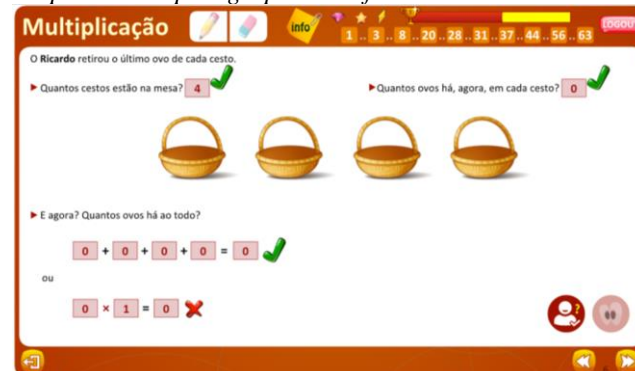 Multiplicação
info
1 .. 3 .. 8 .. 20 .. 28 .. 31 .. 37 .. 44 .. 56 .. 63
LOGOU
O Ricardo retirou o último ovo de cada cesto.
Quantos cestos estão na mesa? 4
Quantos ovos há, agora, em cada cesto? 0
E agora? Quantos ovos há ao todo?
0 + 0 + 0 + 0 = 0
ou
0 × 1 = 0